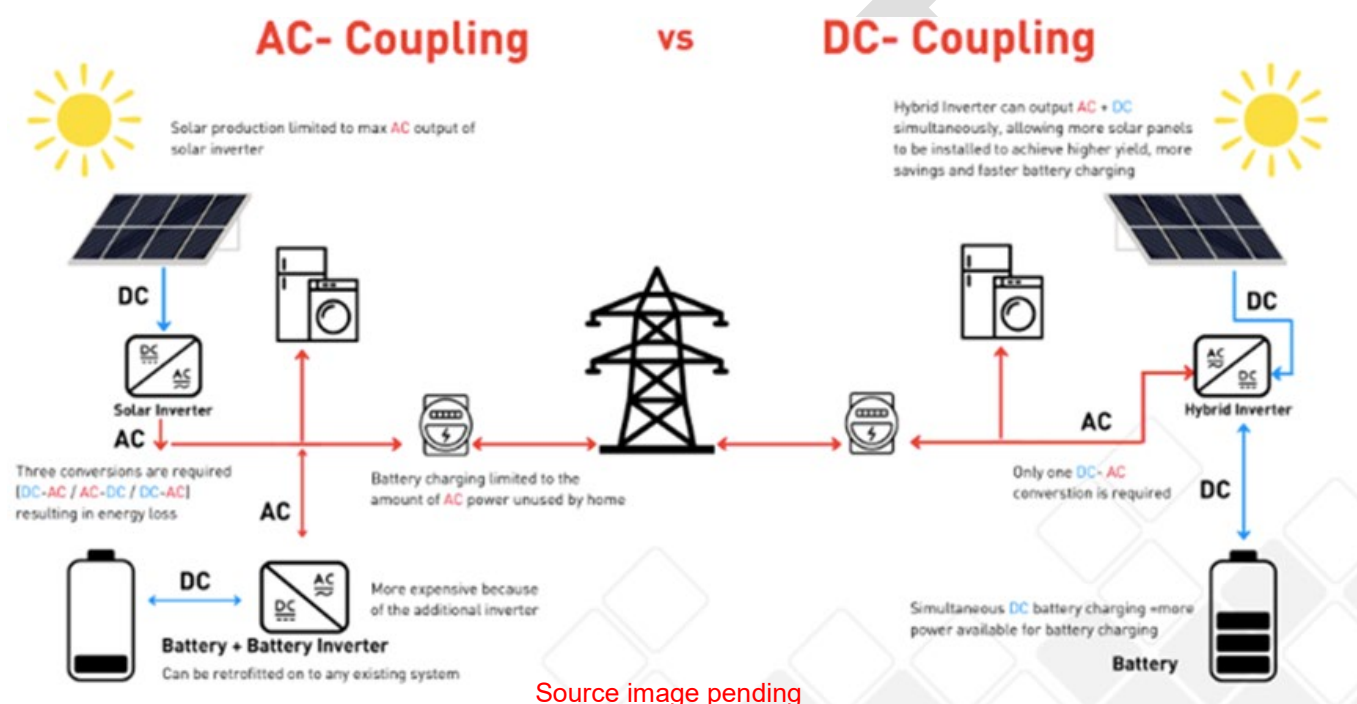 AC- Coupling
vs
DC- Coupling
Solar production limited to max AC output of
solar inverter
Hybrid Inverter can output AC + DC
simultaneously, allowing more solar panels
to be installed to achieve higher yield, more
savings and faster battery charging
DC
DC
DC
AC
Solar Inverter
AC
DC
Hybrid Inverter
AC
AC
Three conversions are required
[DC-AC / AC-DC / DC-AC]
resulting in energy loss
Battery charging limited to the
amount of AC power unused by home
Only one DC- AC
converstion is required
DC
AC
DC
AC
DC
More expensive because
of the additional inverter
Battery + Battery Inverter
Can be retrofitted on to any existing system
Simultaneous DC battery charging =more
power available for battery charging
Battery
Source image pending